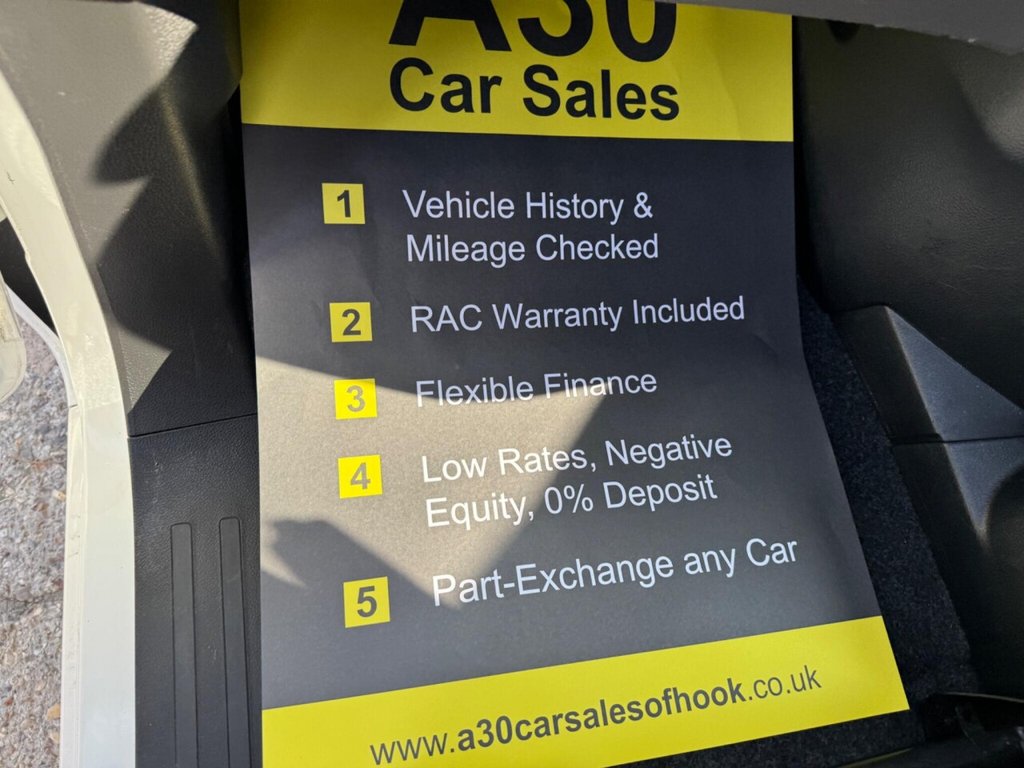 A30
Car Sales
1 Vehicle History &
Mileage Checked
2 RAC Warranty Included
3 Flexible Finance
4 Low Rates, Negative
Equity, 0% Deposit
5 Part-Exchange any Car
www.a30carsalesofhook.co.uk